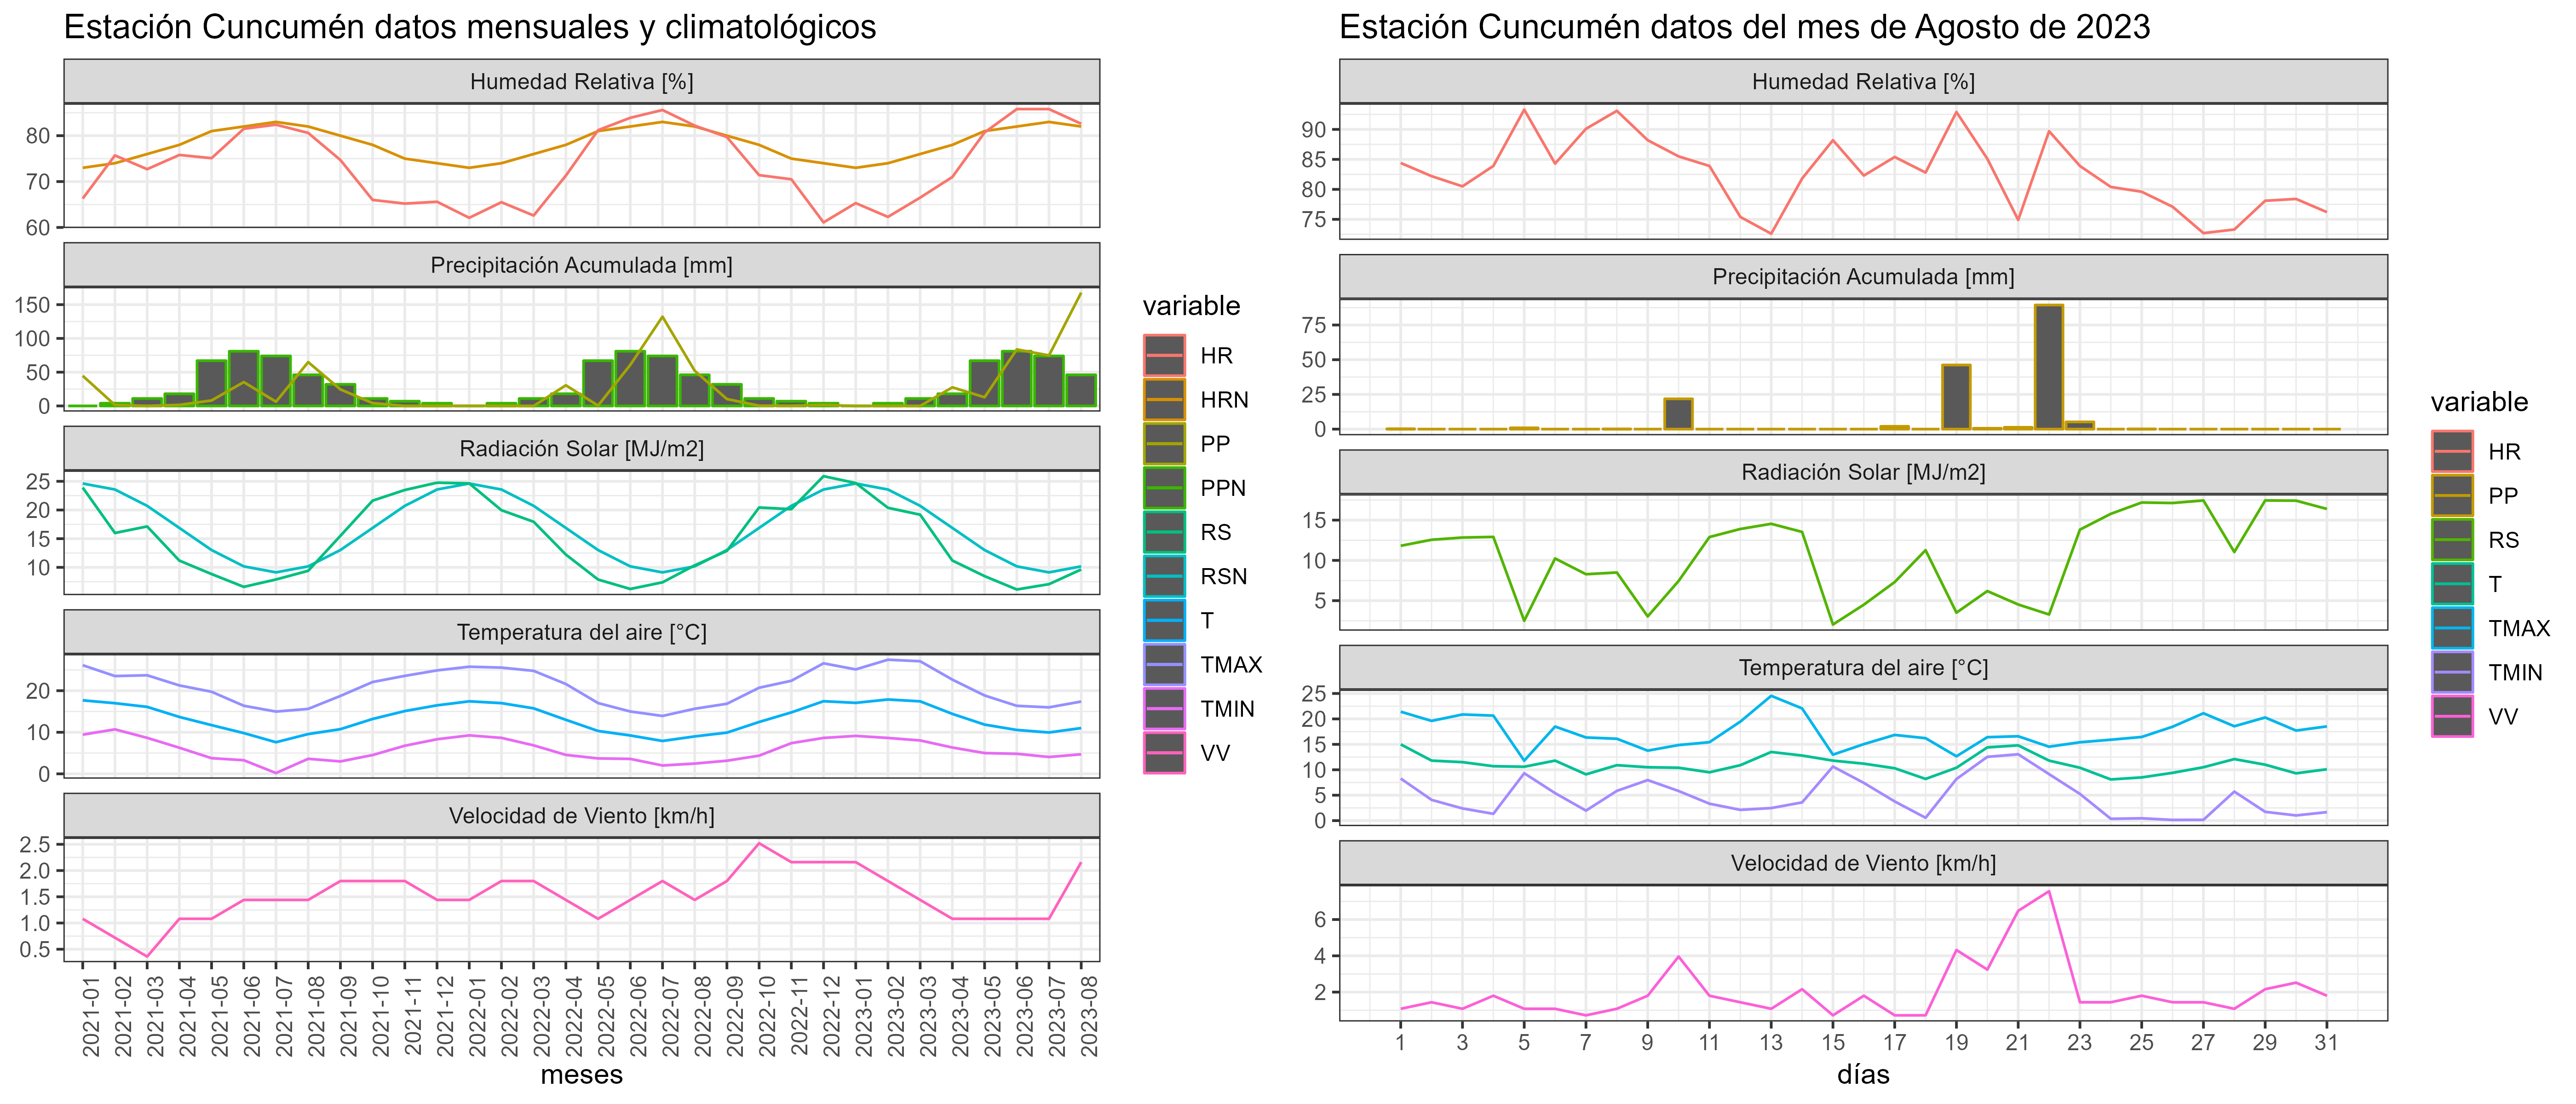 Estación Cuncumén datos mensuales y climatológicos
Humedad Relativa [%]
80
70
60
Precipitación Acumulada [mm]
150
100
50
0
Radiación Solar [MJ/m2]
25
20
15
10
Temperatura del aire [°C]
20
10
0
Velocidad de Viento [km/h]
2.5
2.0
1.5
1.0
0.5
2021-01
2021-02
2021-03
2021-04
2021-05
2021-06
2021-07
2021-08
2021-09
2021-10
2021-11
2021-12
2022-01
2022-02
2022-03
2022-04
2022-05
2022-06
2022-07
2022-08
2022-09
2022-10
2022-11
2022-12
2023-01
2023-02
2023-03
2023-04
2023-05
2023-06
2023-07
2023-08
meses
variable
HR
HRN
PP
PPN
RS
RSN
T
TMAX
TMIN
VV
Estación Cuncumén datos del mes de Agosto de 2023
Humedad Relativa [%]
90
85
80
75
Precipitación Acumulada [mm]
75
50
25
0
Radiación Solar [MJ/m2]
15
10
5
Temperatura del aire [°C]
25
20
15
10
5
0
Velocidad de Viento [km/h]
6
4
2
1 3 5 7 9 11 13 15 17 19 21 23 25 27 29 31
días
variable
HR
PP
RS
T
TMAX
TMIN
VV